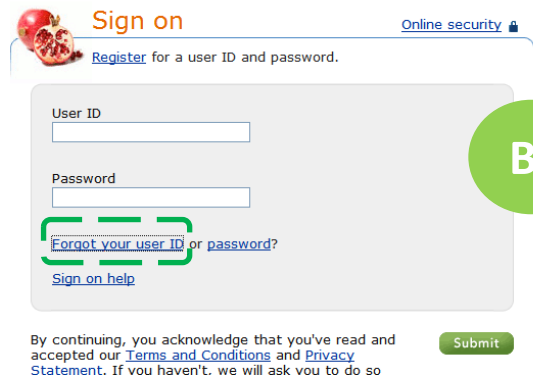 Sign on
Online security
Register for a user ID and password.
User ID
B
Password
Forgot your user ID or password?
Sign on help
By continuing, you acknowledge that you've read and
accepted our Terms and Conditions and Privacy
Statement. If you haven't, we will ask you to do so
Submit